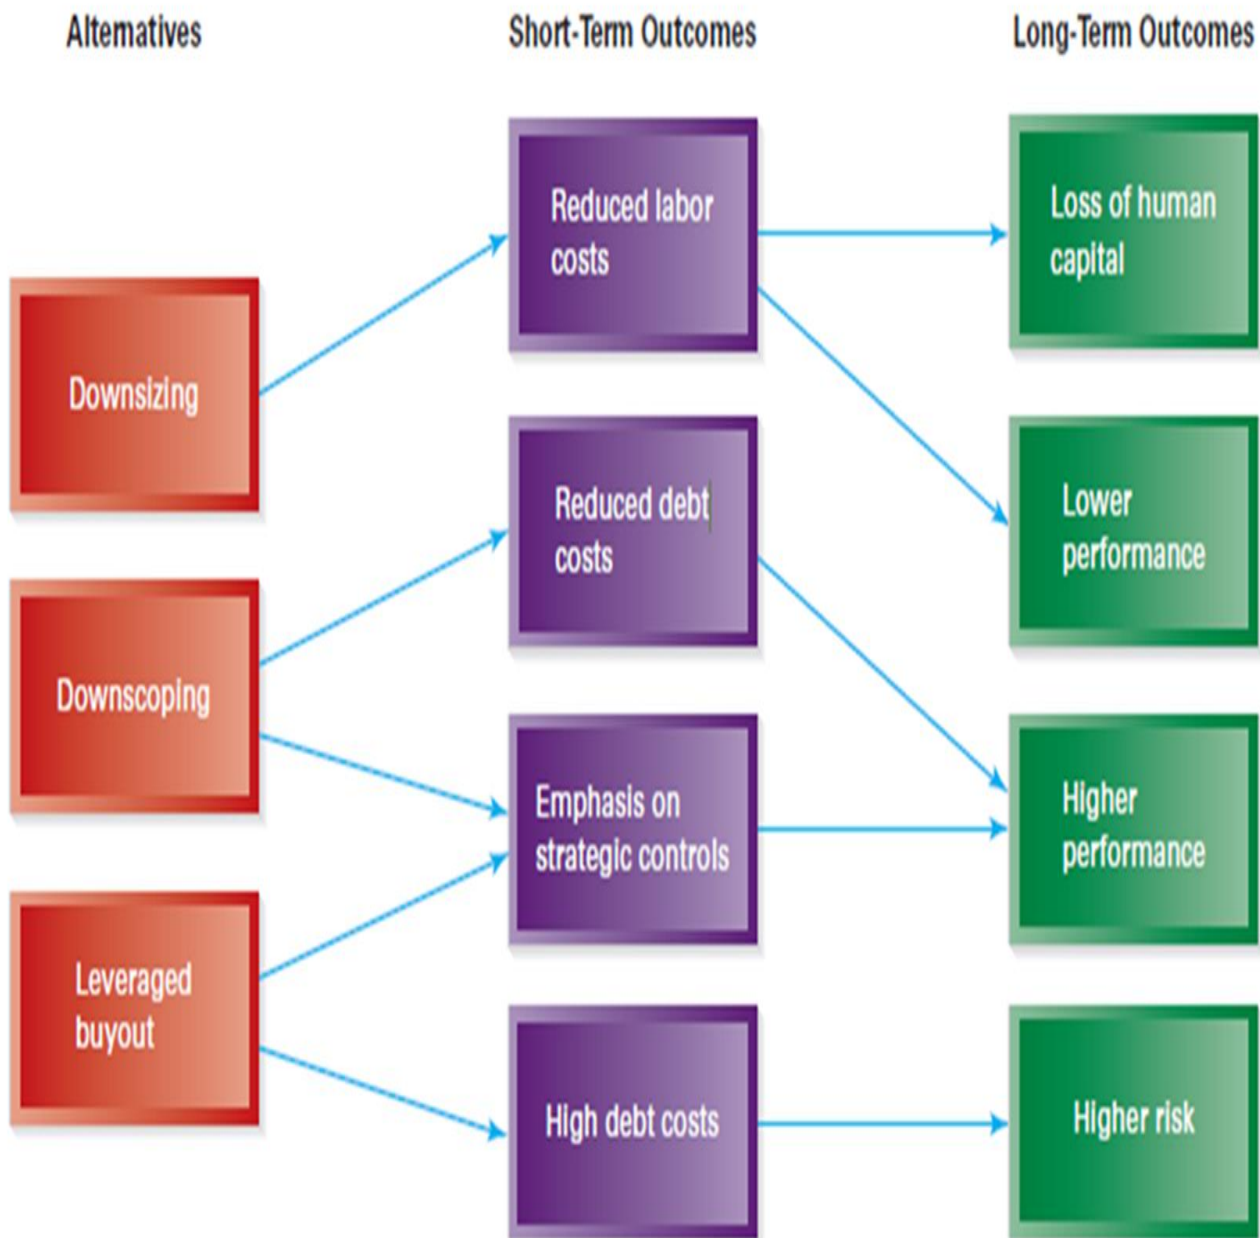 Alternatives
Short-Term Outcomes
Long-Term Outcomes
Downsizing
Downscoping
Leveraged
buyout
Reduced labor
costs
Reduced debt
costs
Emphasis on
strategic controls
High debt costs
Loss of human
capital
Lower
performance
Higher
performance
Higher risk